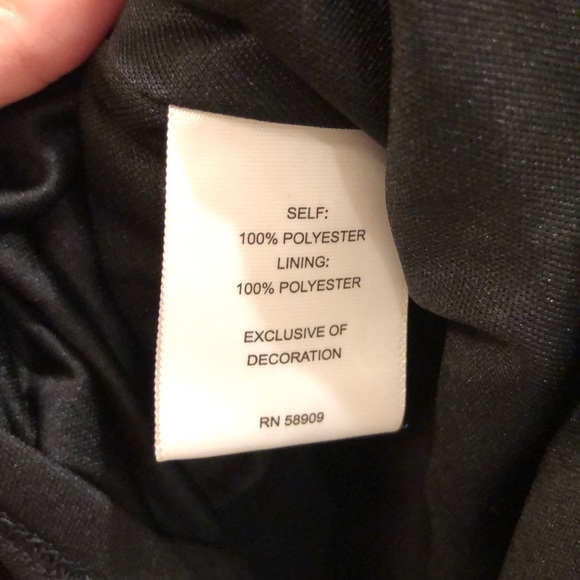 SELF:
100% POLYESTER
LINING:
100% POLYESTER
EXCLUSIVE OF
DECORATION
RN 58909